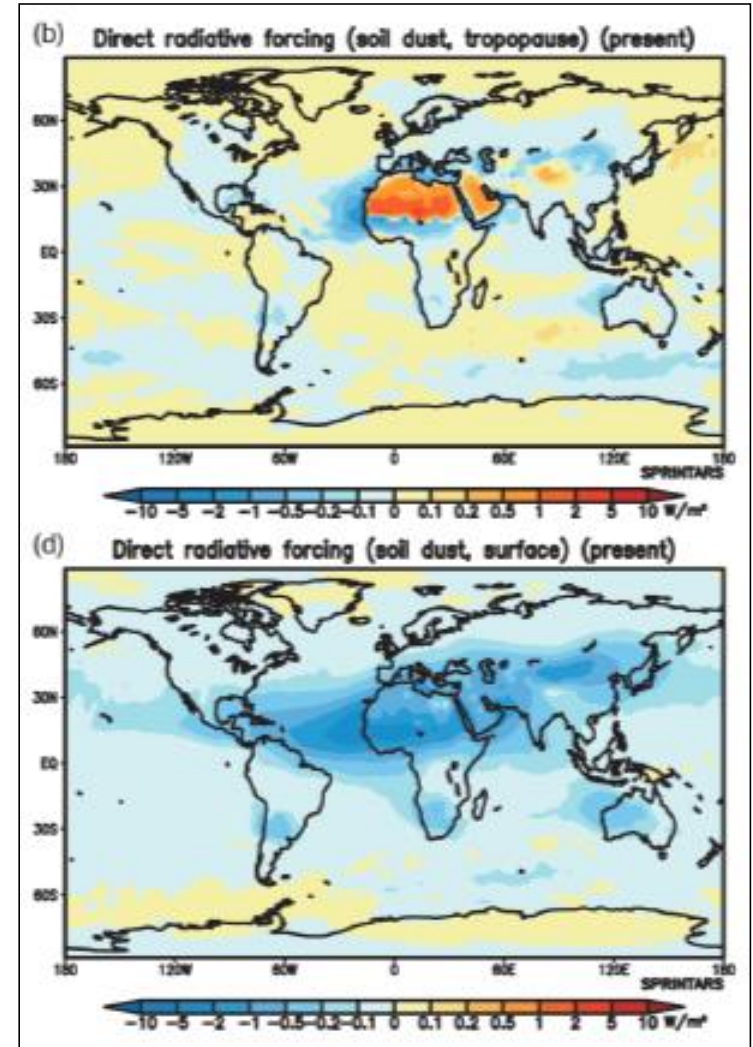 (b) Direct radiative forcing (soil dust, tropopause) (present)
60N
30N
EQ
30S
60S
180 120W 60W 0 60E 120E 180
SPRINTARS
-10 -5 -2 -1 -0.5 -0.2 -0.1 0 0.1 0.2 0.5 1 2 5 10 W/m²
(d) Direct radiative forcing (soil dust, surface) (present)
60N
30N
EQ
30S
60S
180 120W 60W 0 60E 120E 180
SPRINTARS
-10 -5 -2 -1 -0.5 -0.2 -0.1 0 0.1 0.2 0.5 1 2 5 10 W/m²